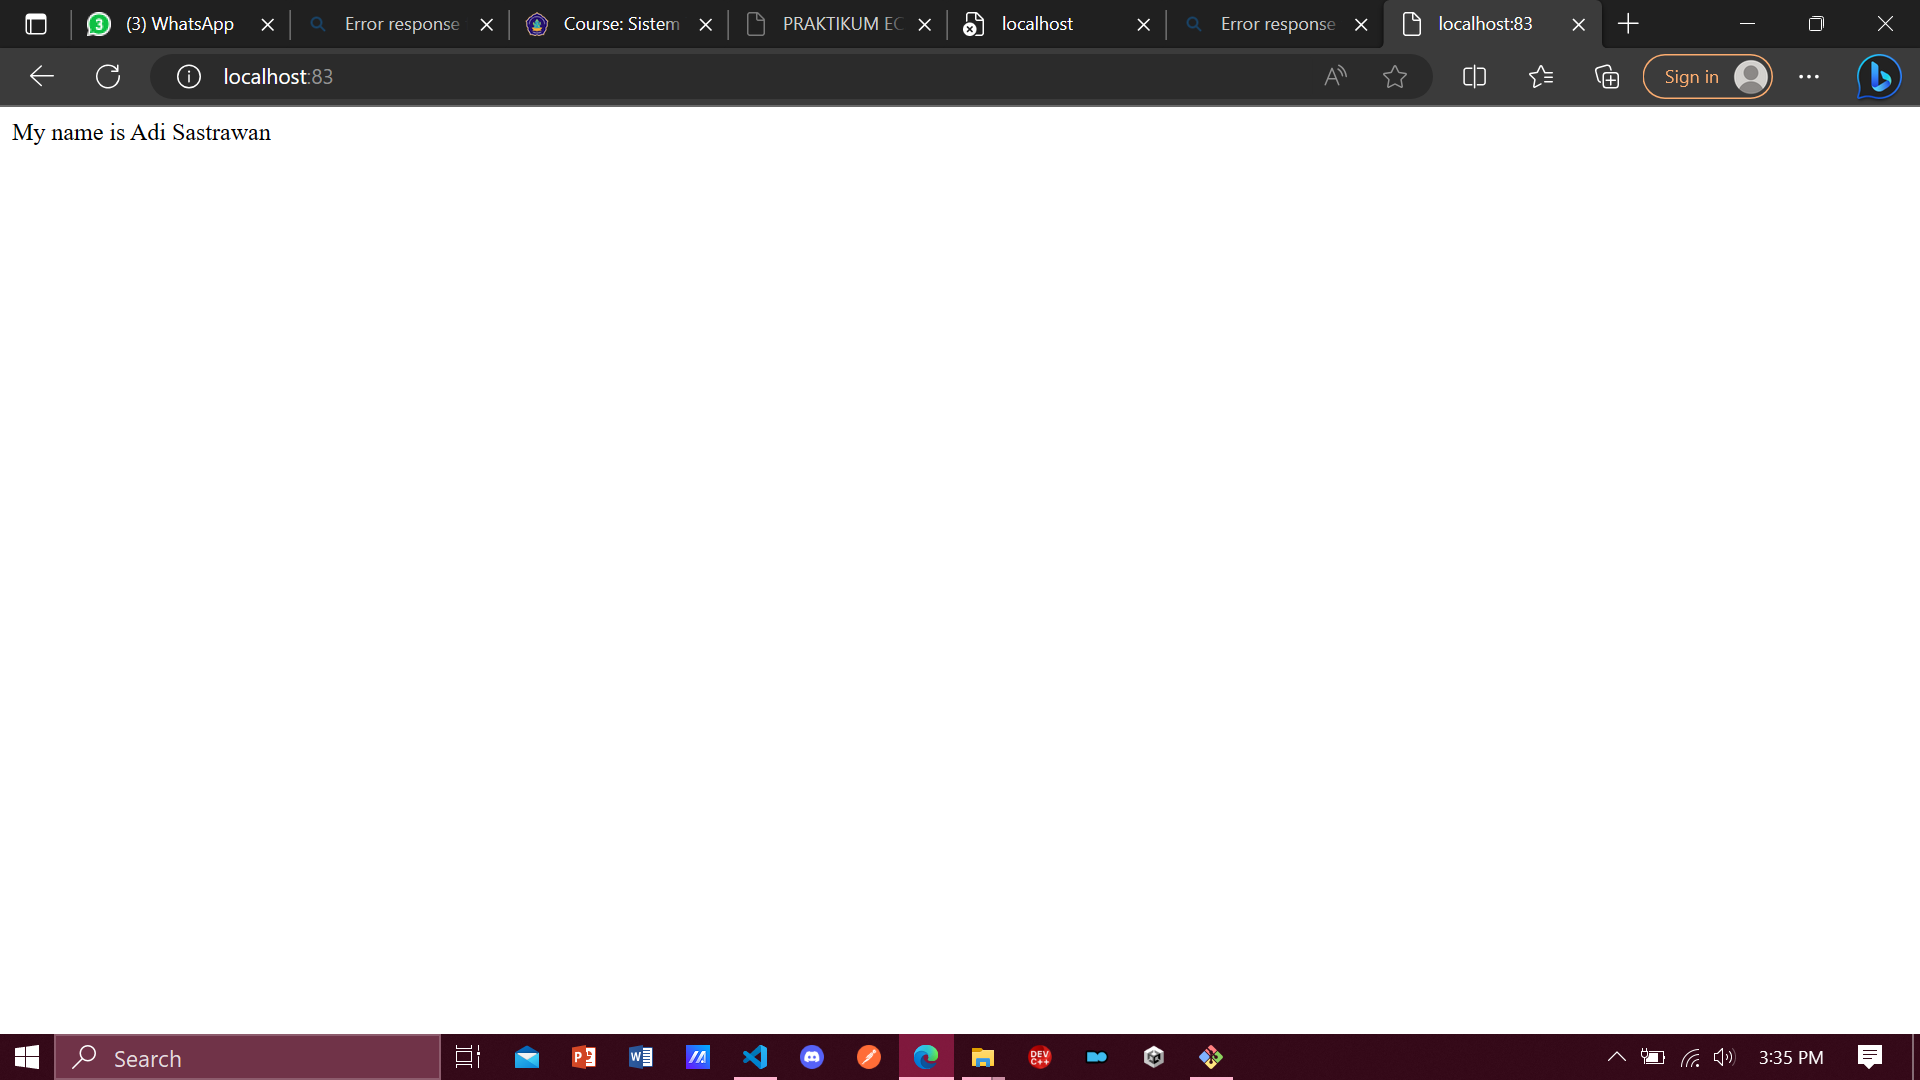 (3) WhatsApp
Error response
Course: Sistem
PRAKTIKUM EC
localhost
Error response
localhost:83
localhost:83
Sign in
My name is Adi Sastrawan
Search
DEV C++
3:35 PM